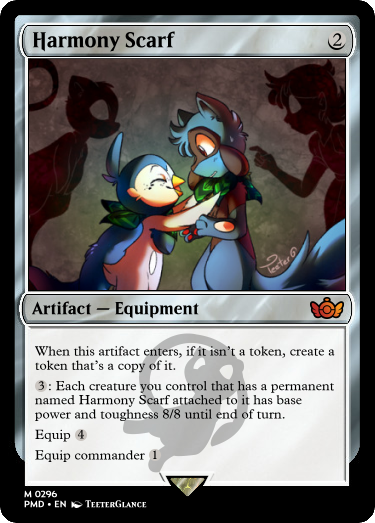 Harmony Scarf 2
Teeter
Artifact — Equipment
When this artifact enters, if it isn't a token, create a
token that's a copy of it.
3: Each creature you control that has a permanent
named Harmony Scarf attached to it has base
power and toughness 8/8 until end of turn.
Equip 4
Equip commander 1
M 0296
PMD • EN TeeterGlance